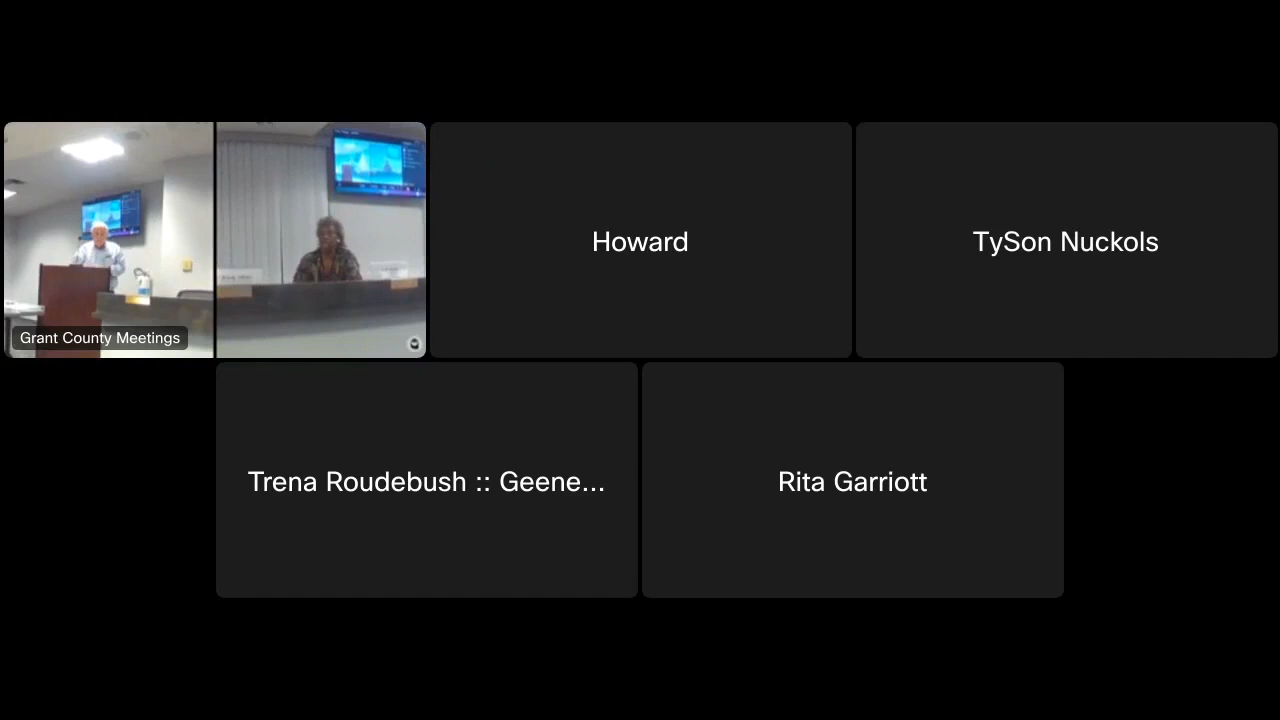 Grant County Meetings
Howard
TySon Nuckols
Trena Roudebush :: Geene...
Rita Garriott